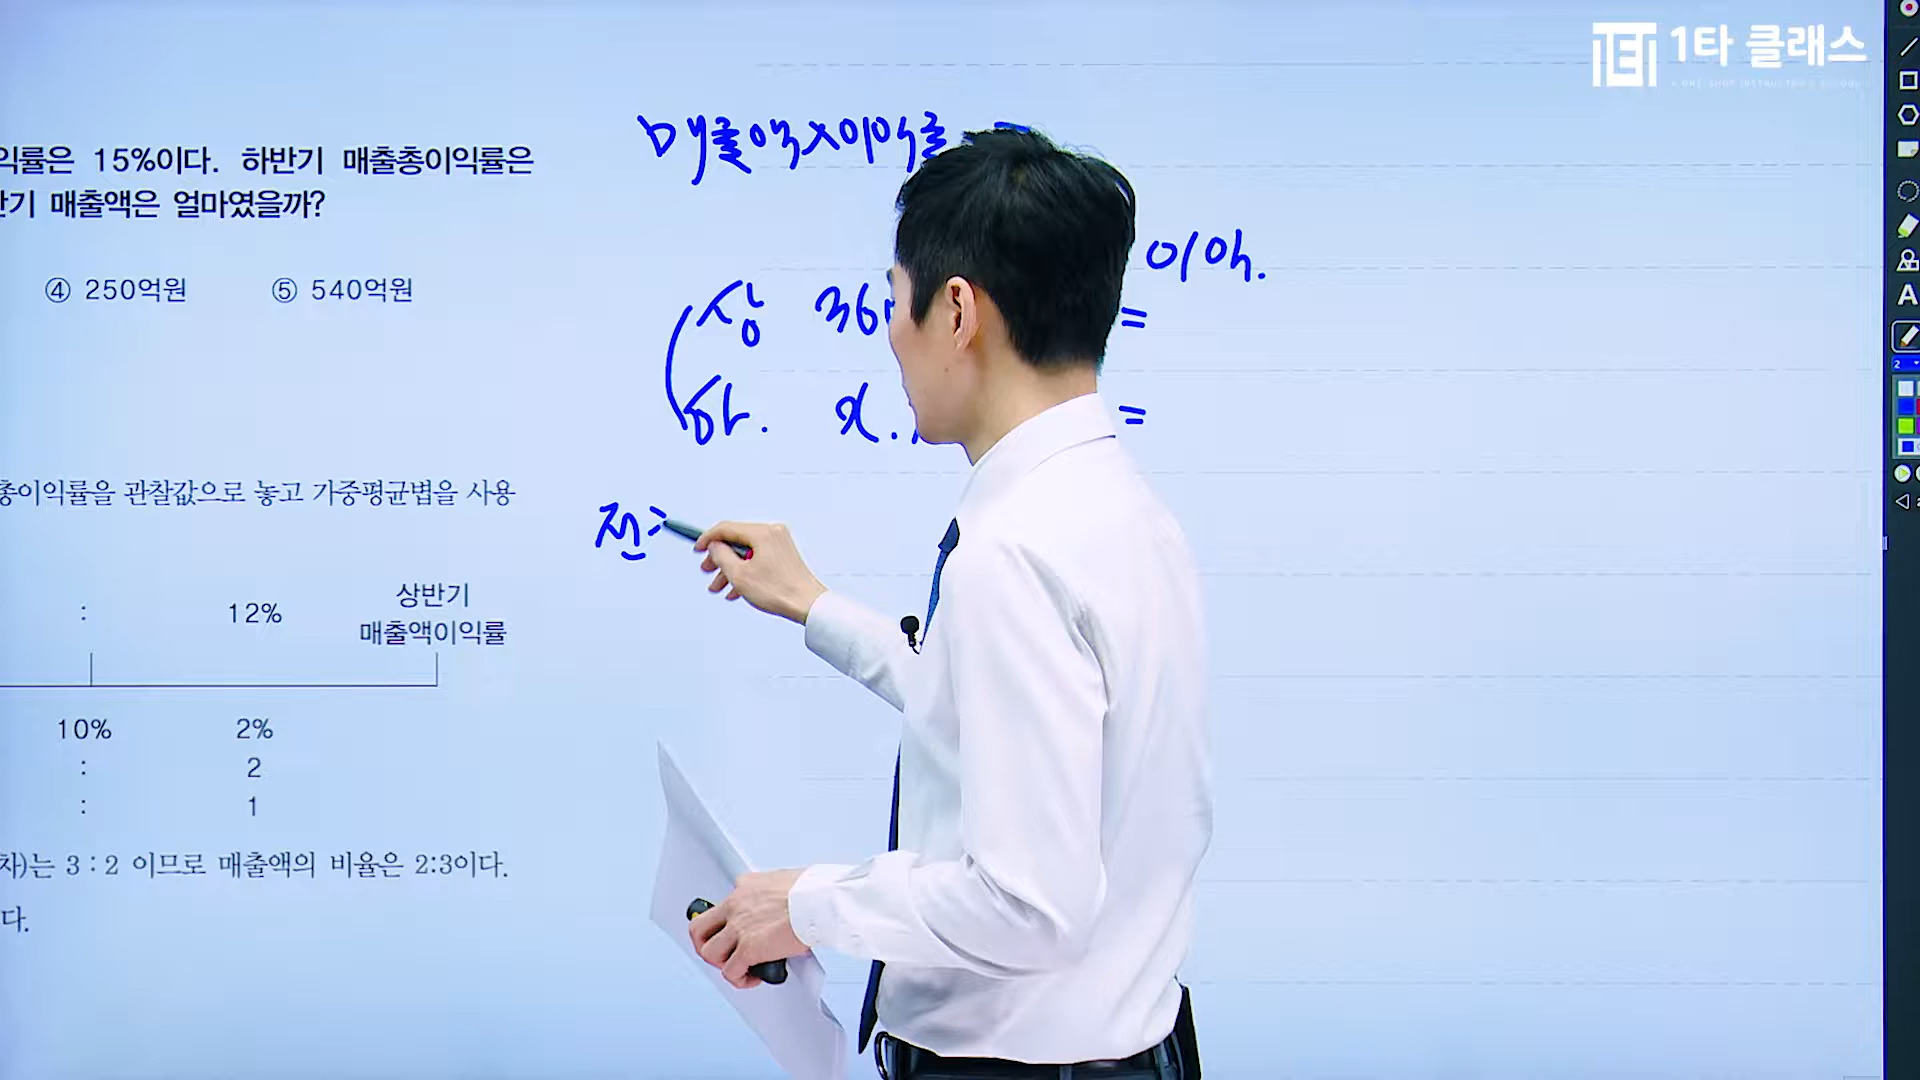 1타 클래스
익률은 15%이다. 하반기 매출총이익률은
반기 매출액은 얼마였을까?
④ 250억원 ⑤ 540억원
총이익률을 관찰값으로 놓고 가중평균법을 사용
: 12% 상반기
매출액이익률
10% 2%
: 2
: 1
차)는 3 : 2 이므로 매출액의 비율은 2:3이다.
다.
매출액×이익률 =
이익.
상 360 =
하. x. =
전
A
2